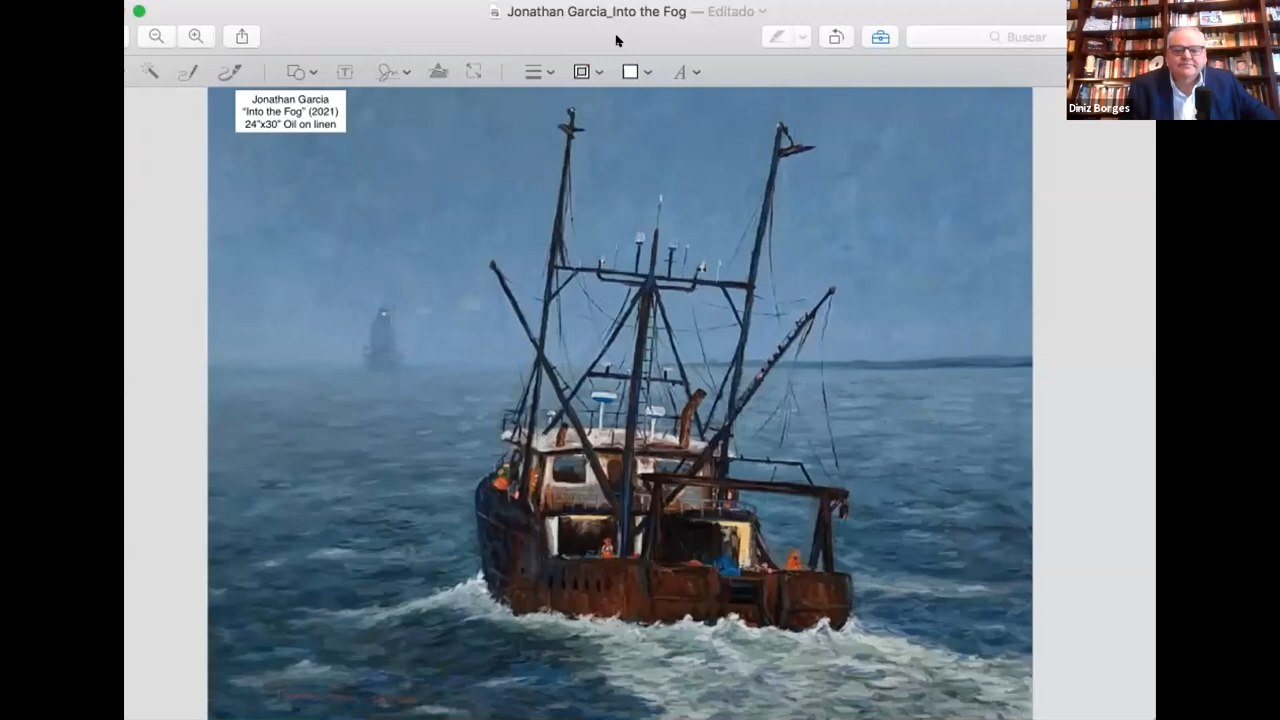 Jonathan Garcia_Into the Fog — Editado
Buscar
Jonathan Garcia
“Into the Fog” (2021)
24”x30” Oil on linen
Diniz Borges